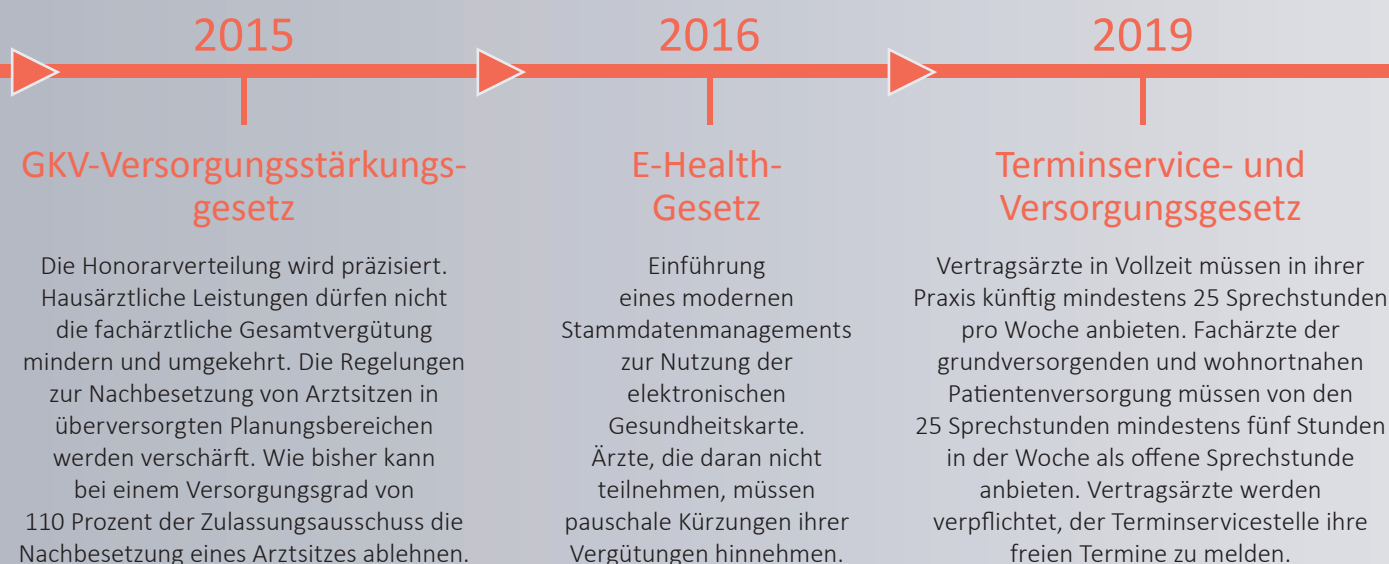 2015
GKV-Versorgungsstärkungs-
gesetz
Die Honorarverteilung wird präzisiert.
Hausärztliche Leistungen dürfen nicht
die fachärztliche Gesamtvergütung
mindern und umgekehrt. Die Regelungen
zur Nachbesetzung von Arztsitzen in
überversorgten Planungsbereichen
werden verschärft. Wie bisher kann
bei einem Versorgungsgrad von
110 Prozent der Zulassungsausschuss die
Nachbesetzung eines Arztsitzes ablehnen.
2016
E-Health-
Gesetz
Einführung
eines modernen
Stammdatenmanagements
zur Nutzung der
elektronischen
Gesundheitskarte.
Ärzte, die daran nicht
teilnehmen, müssen
pauschale Kürzungen ihrer
Vergütungen hinnehmen.
2019
Terminservice- und
Versorgungsgesetz
Vertragsärzte in Vollzeit müssen in ihrer
Praxis künftig mindestens 25 Sprechstunden
pro Woche anbieten. Fachärzte der
grundversorgenden und wohnortnahen
Patientenversorgung müssen von den
25 Sprechstunden mindestens fünf Stunden
in der Woche als offene Sprechstunde
anbieten. Vertragsärzte werden
verpflichtet, der Terminservicestelle ihre
freien Termine zu melden.